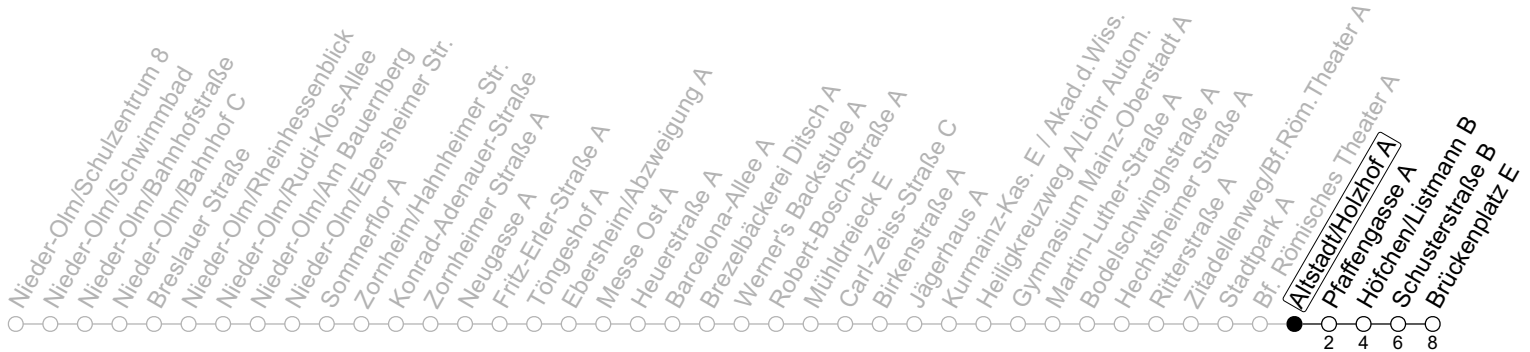 Nieder-Olm/Schulzentrum 8
Nieder-Olm/Schwimmbad
Nieder-Olm/Bahnhofstraße
Nieder-Olm/Bahnhof C
Breslauer Straße
Nieder-Olm/Rheinhessenblick
Nieder-Olm/Rudi-Klos-Allee
Nieder-Olm/Am Bauernberg
Nieder-Olm/Ebersheimer Str.
Sommerflor A
Zornheim/Hahnheimer Str.
Konrad-Adenauer-Straße
Zornheimer Straße A
Neugasse A
Fritz-Erler-Straße A
Töngeshof A
Ebersheim/Abzweigung A
Messe Ost A
Heuerstraße A
Barcelona-Allee A
Brezelbäckerei Ditsch A
Werner's Backstube A
Robert-Bosch-Straße A
Mühldreieck E
Carl-Zeiss-Straße C
Birkenstraße A
Jägerhaus A
Kurmainz-Kas. E / Akad.d.Wiss.
Heiligkreuzweg A/Löhr Autom.
Gymnasium Mainz-Oberstadt A
Martin-Luther-Straße A
Bodelschwinghstraße A
Hechtsheimer Straße A
Ritterstraße A
Zitadellenweg/Bf.Röm.Theater A
Stadtpark A
Bf. Römisches Theater A
Altstadt/Holzhof A
Pfaffengasse A
Höfchen/Listmann B
Schusterstraße B
Brückenplatz E
2 4 6 8